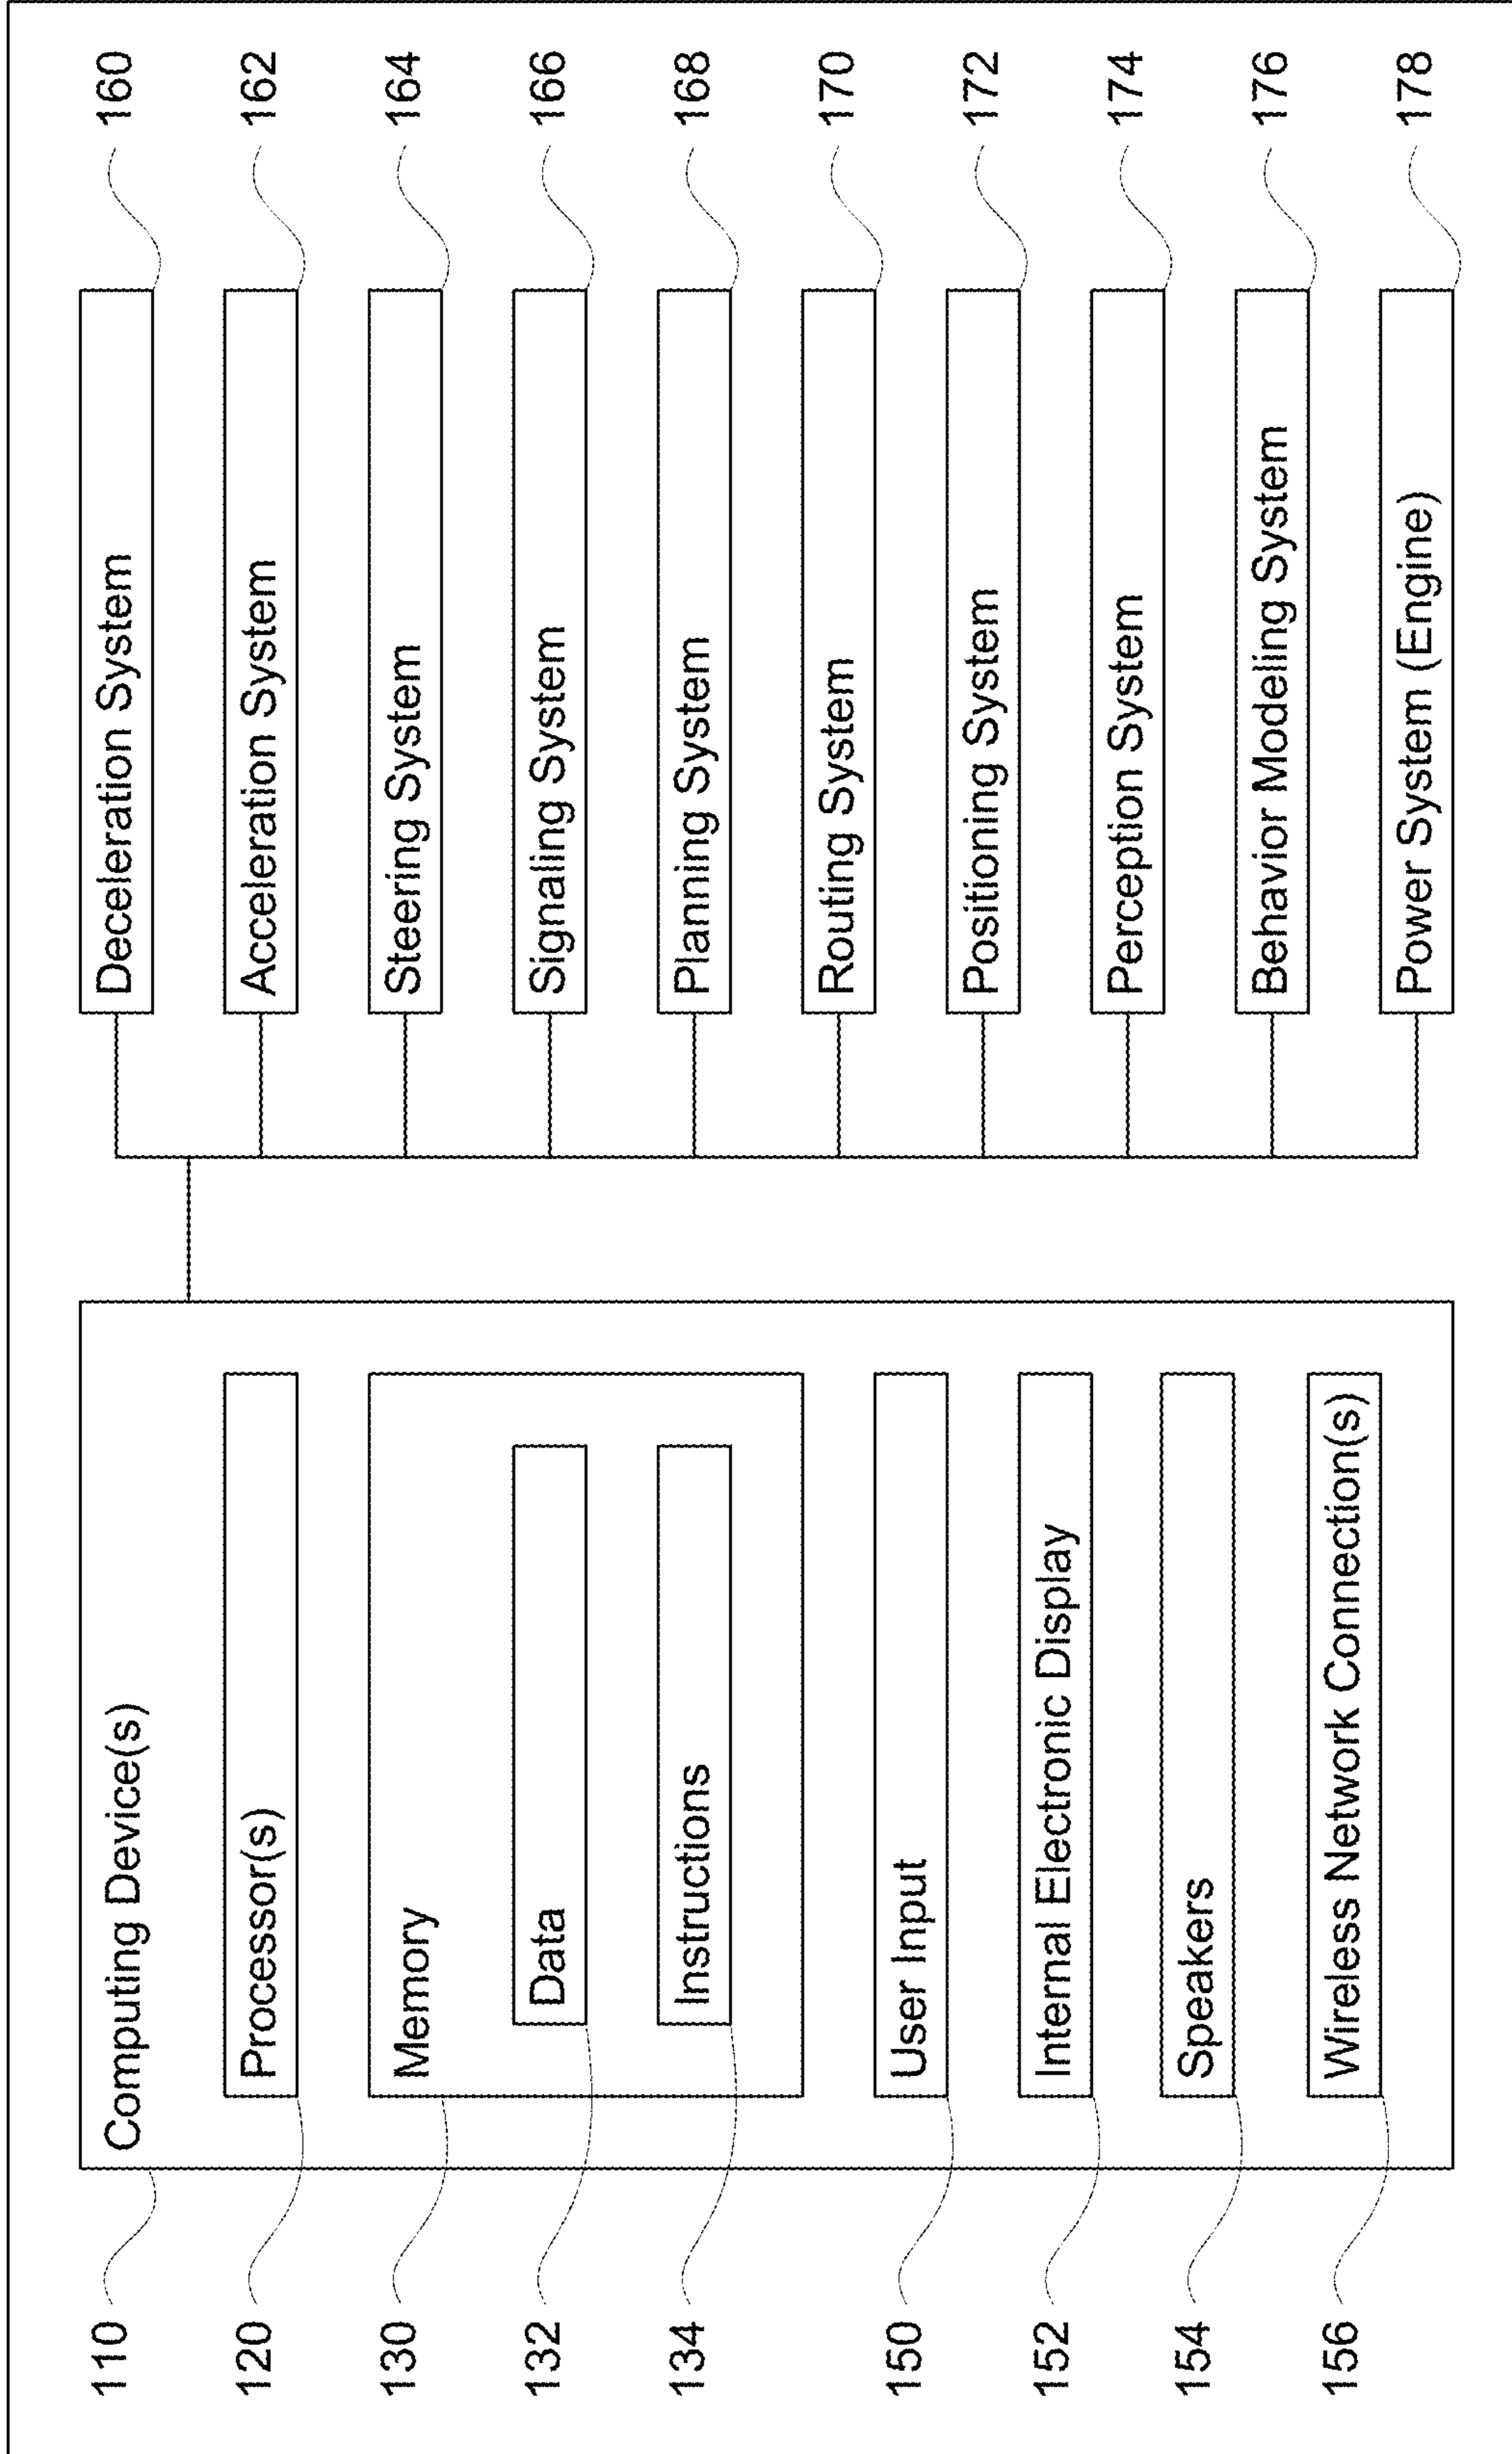 110
Computing Device(s)
120
Processor(s)
130
Memory
132
Data
134
Instructions
150
User Input
152
Internal Electronic Display
154
Speakers
156
Wireless Network Connection(s)
Deceleration System
160
Acceleration System
162
Steering System
164
Signaling System
166
Planning System
168
Routing System
170
Positioning System
172
Perception System
174
Behavior Modeling System
176
Power System (Engine)
178